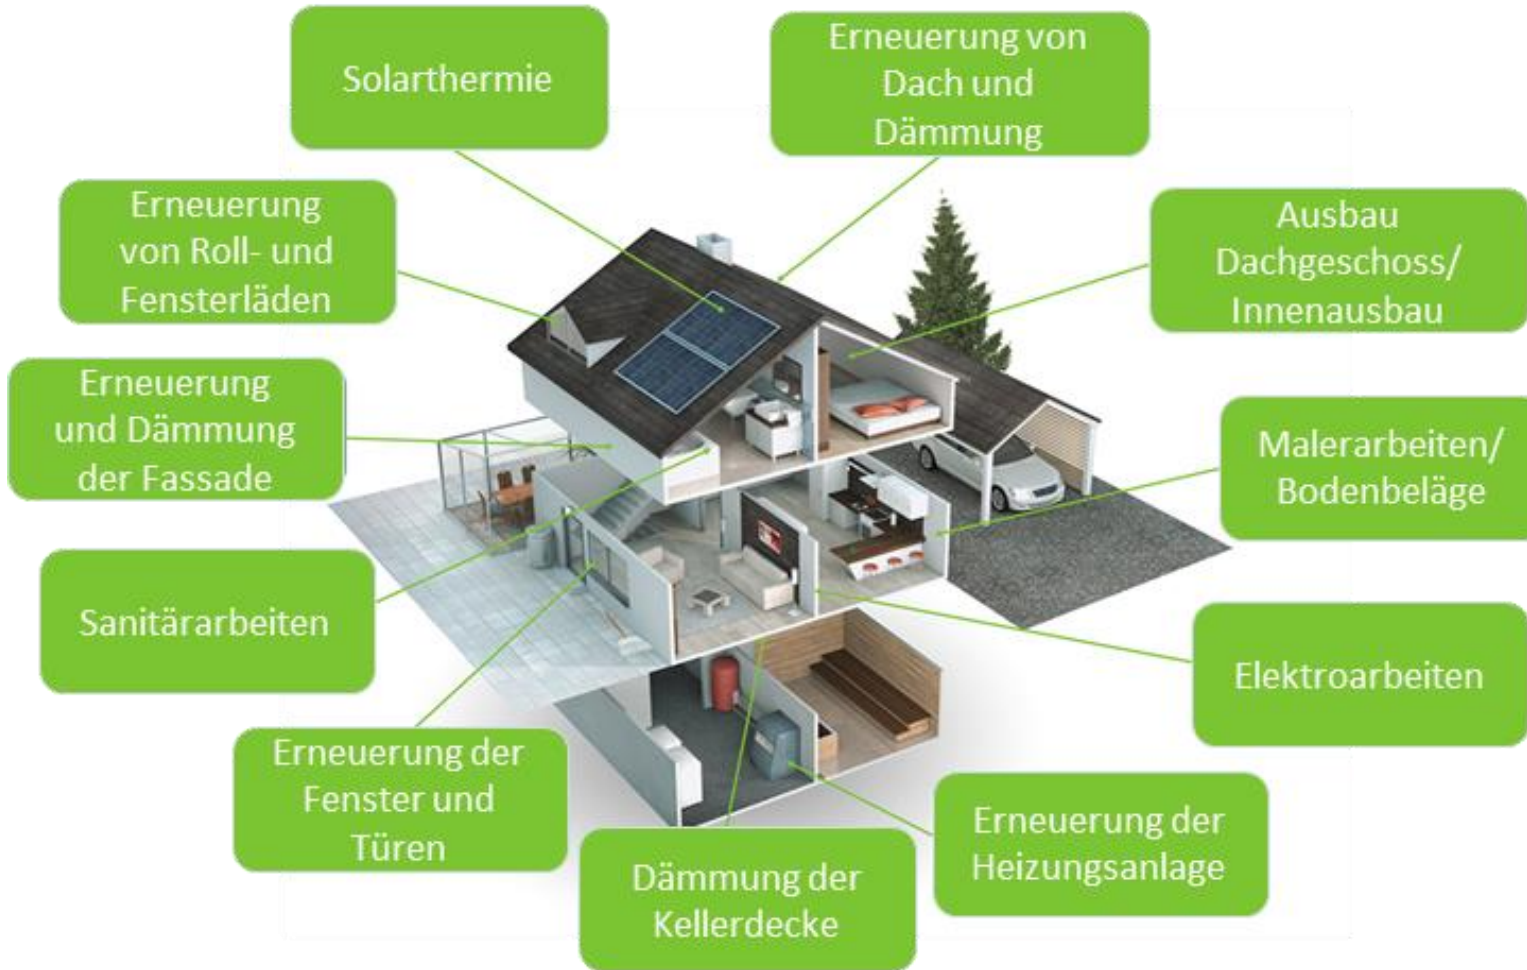 Solarthermie
Erneuerung von
Dach und
Dämmung
Erneuerung
von Roll- und
Fensterläden
Ausbau
Dachgeschoss/
Innenausbau
Erneuerung
und Dämmung
der Fassade
Malerarbeiten/
Bodenbeläge
Sanitärarbeiten
Elektroarbeiten
Erneuerung der
Fenster und
Türen
Dämmung der
Kellerdecke
Erneuerung der
Heizungsanlage